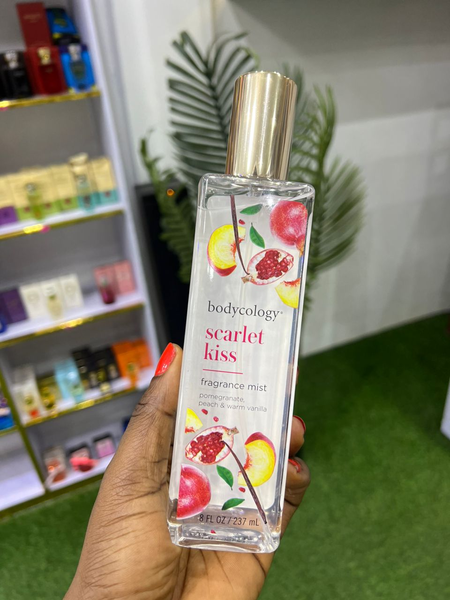 bodycology®
scarlet
kiss
fragrance mist
pomegranate,
peach & warm vanilla
8 FL OZ / 237 mL